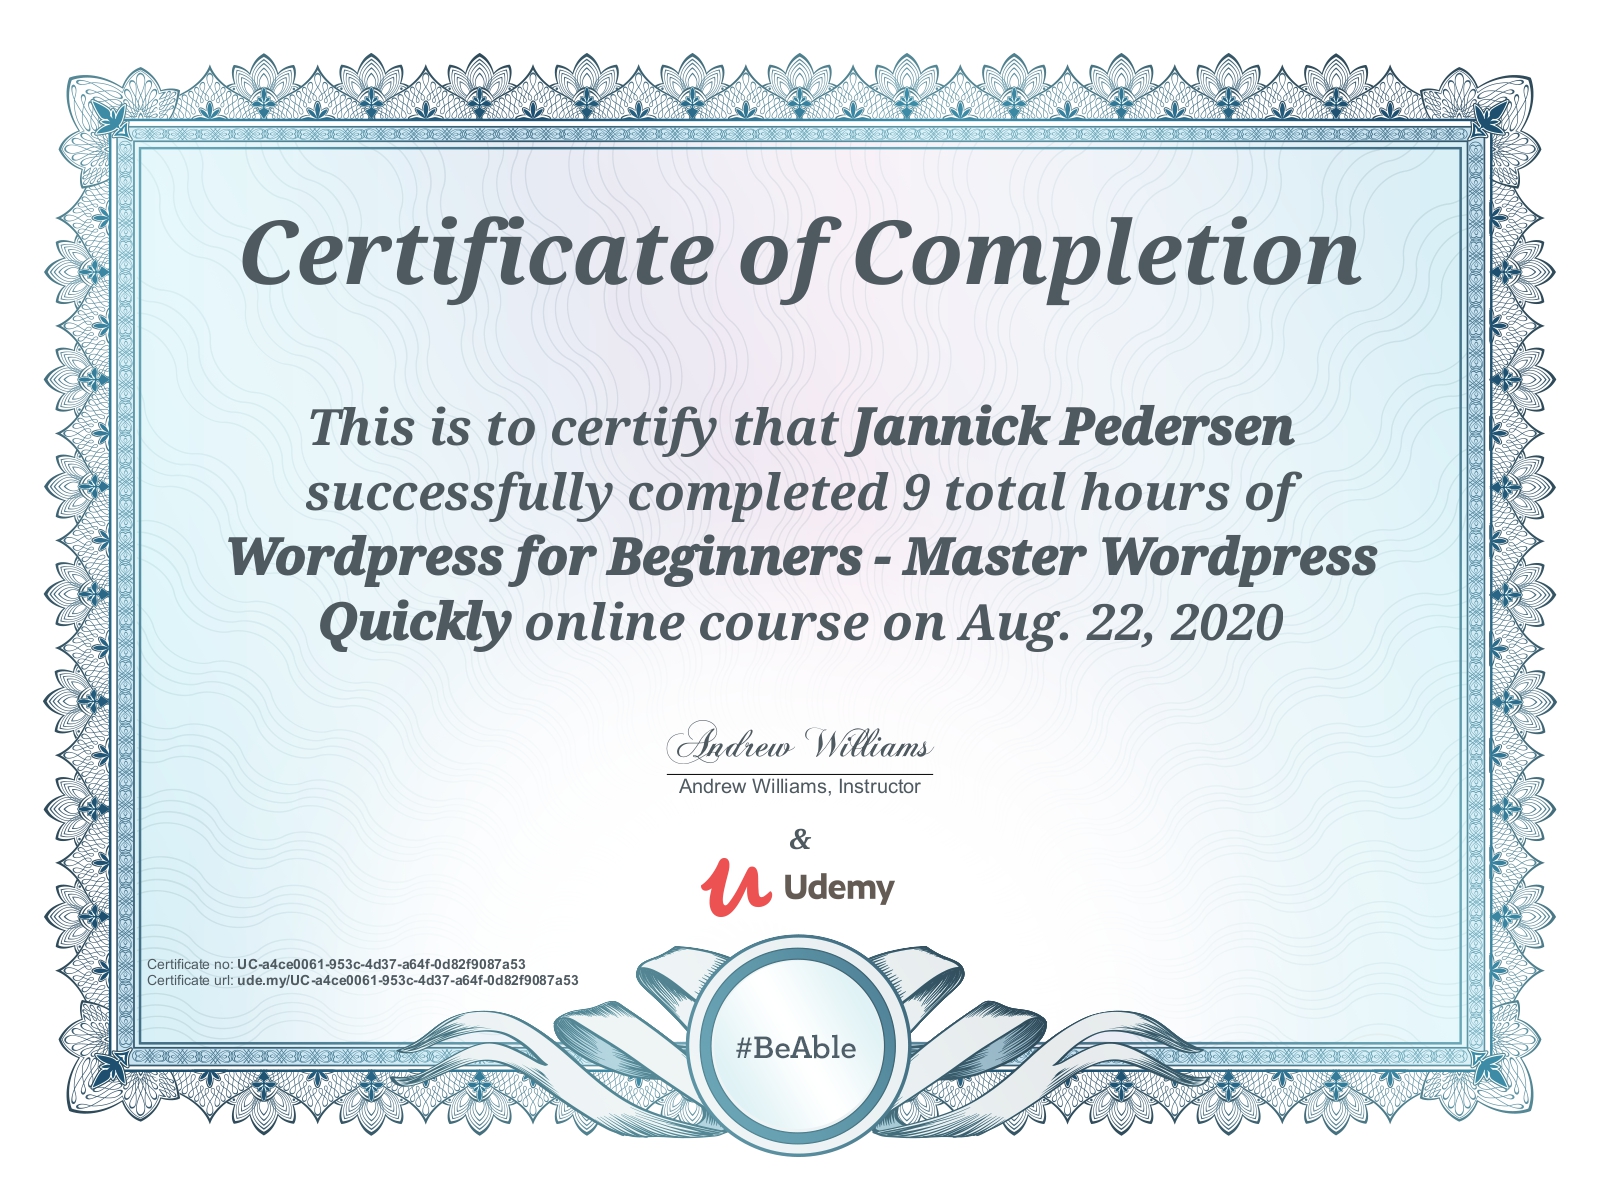 Certificate of Completion
This is to certify that Jannick Pedersen
successfully completed 9 total hours of
Wordpress for Beginners - Master Wordpress
Quickly online course on Aug. 22, 2020
Andrew Williams
Andrew Williams, Instructor
&
Udemy
Certificate no: UC-a4ce0061-953c-4d37-a64f-0d82f9087a53
Certificate url: ude.my/UC-a4ce0061-953c-4d37-a64f-0d82f9087a53
#BeAble